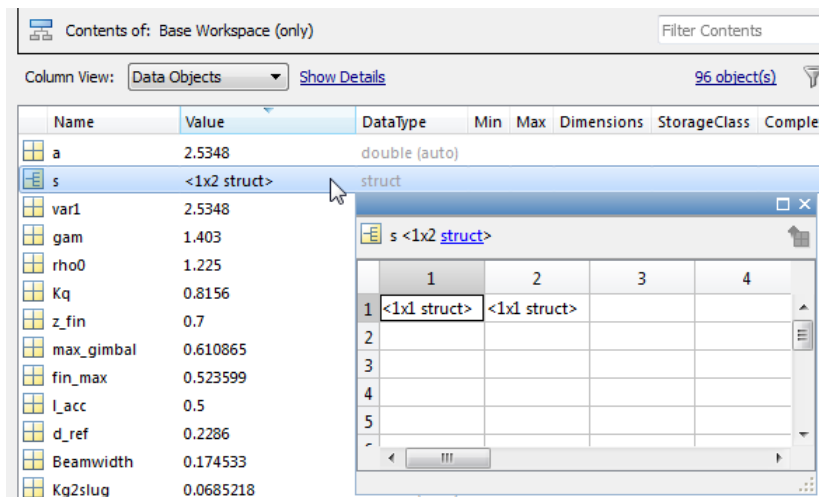 Contents of: Base Workspace (only) Filter Contents
Column View: Data Objects Show Details 96 object(s)
Name Value DataType Min Max Dimensions StorageClass Comple
a 2.5348 double (auto)
s <1x2 struct> struct
var1 2.5348
gam 1.403 s <1x2 struct>
rho0 1.225
1 2 3 4
Kq 0.8156
1 <1x1 struct> <1x1 struct>
z_fin 0.7
2
max_gimbal 0.610865
3
fin_max 0.523599
4
l_acc 0.5
5
d_ref 0.2286
Beamwidth 0.174533
Kg2slug 0.0685218